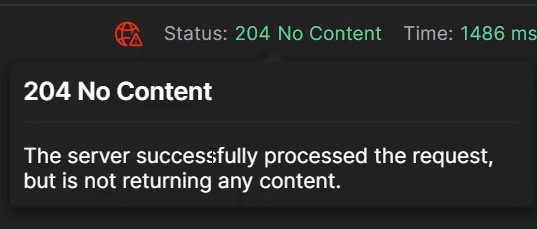 Status: 204 No Content Time: 1486 ms
204 No Content
The server successfully processed the request,
but is not returning any content.